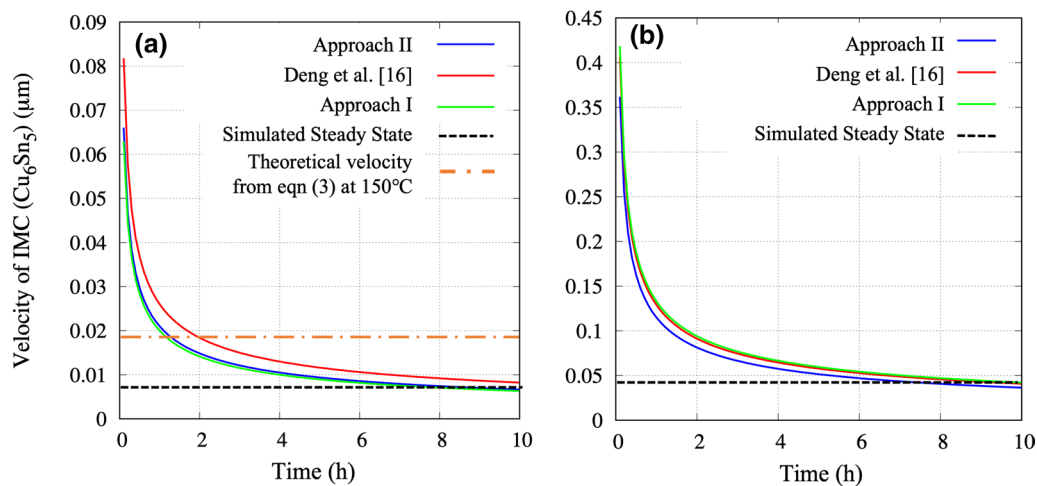 Velocity of IMC (Cu6Sn5) (μm)
(a)
0.09
0.08
0.07
0.06
0.05
0.04
0.03
0.02
0.01
0
Approach II
Deng et al. [16]
Approach I
Simulated Steady State
Theoretical velocity
from eqn (3) at 150℃
0 2 4 6 8 10
Time (h)
(b)
0.45
0.4
0.35
0.3
0.25
0.2
0.15
0.1
0.05
0
Approach II
Deng et al. [16]
Approach I
Simulated Steady State
0 2 4 6 8 10
Time (h)